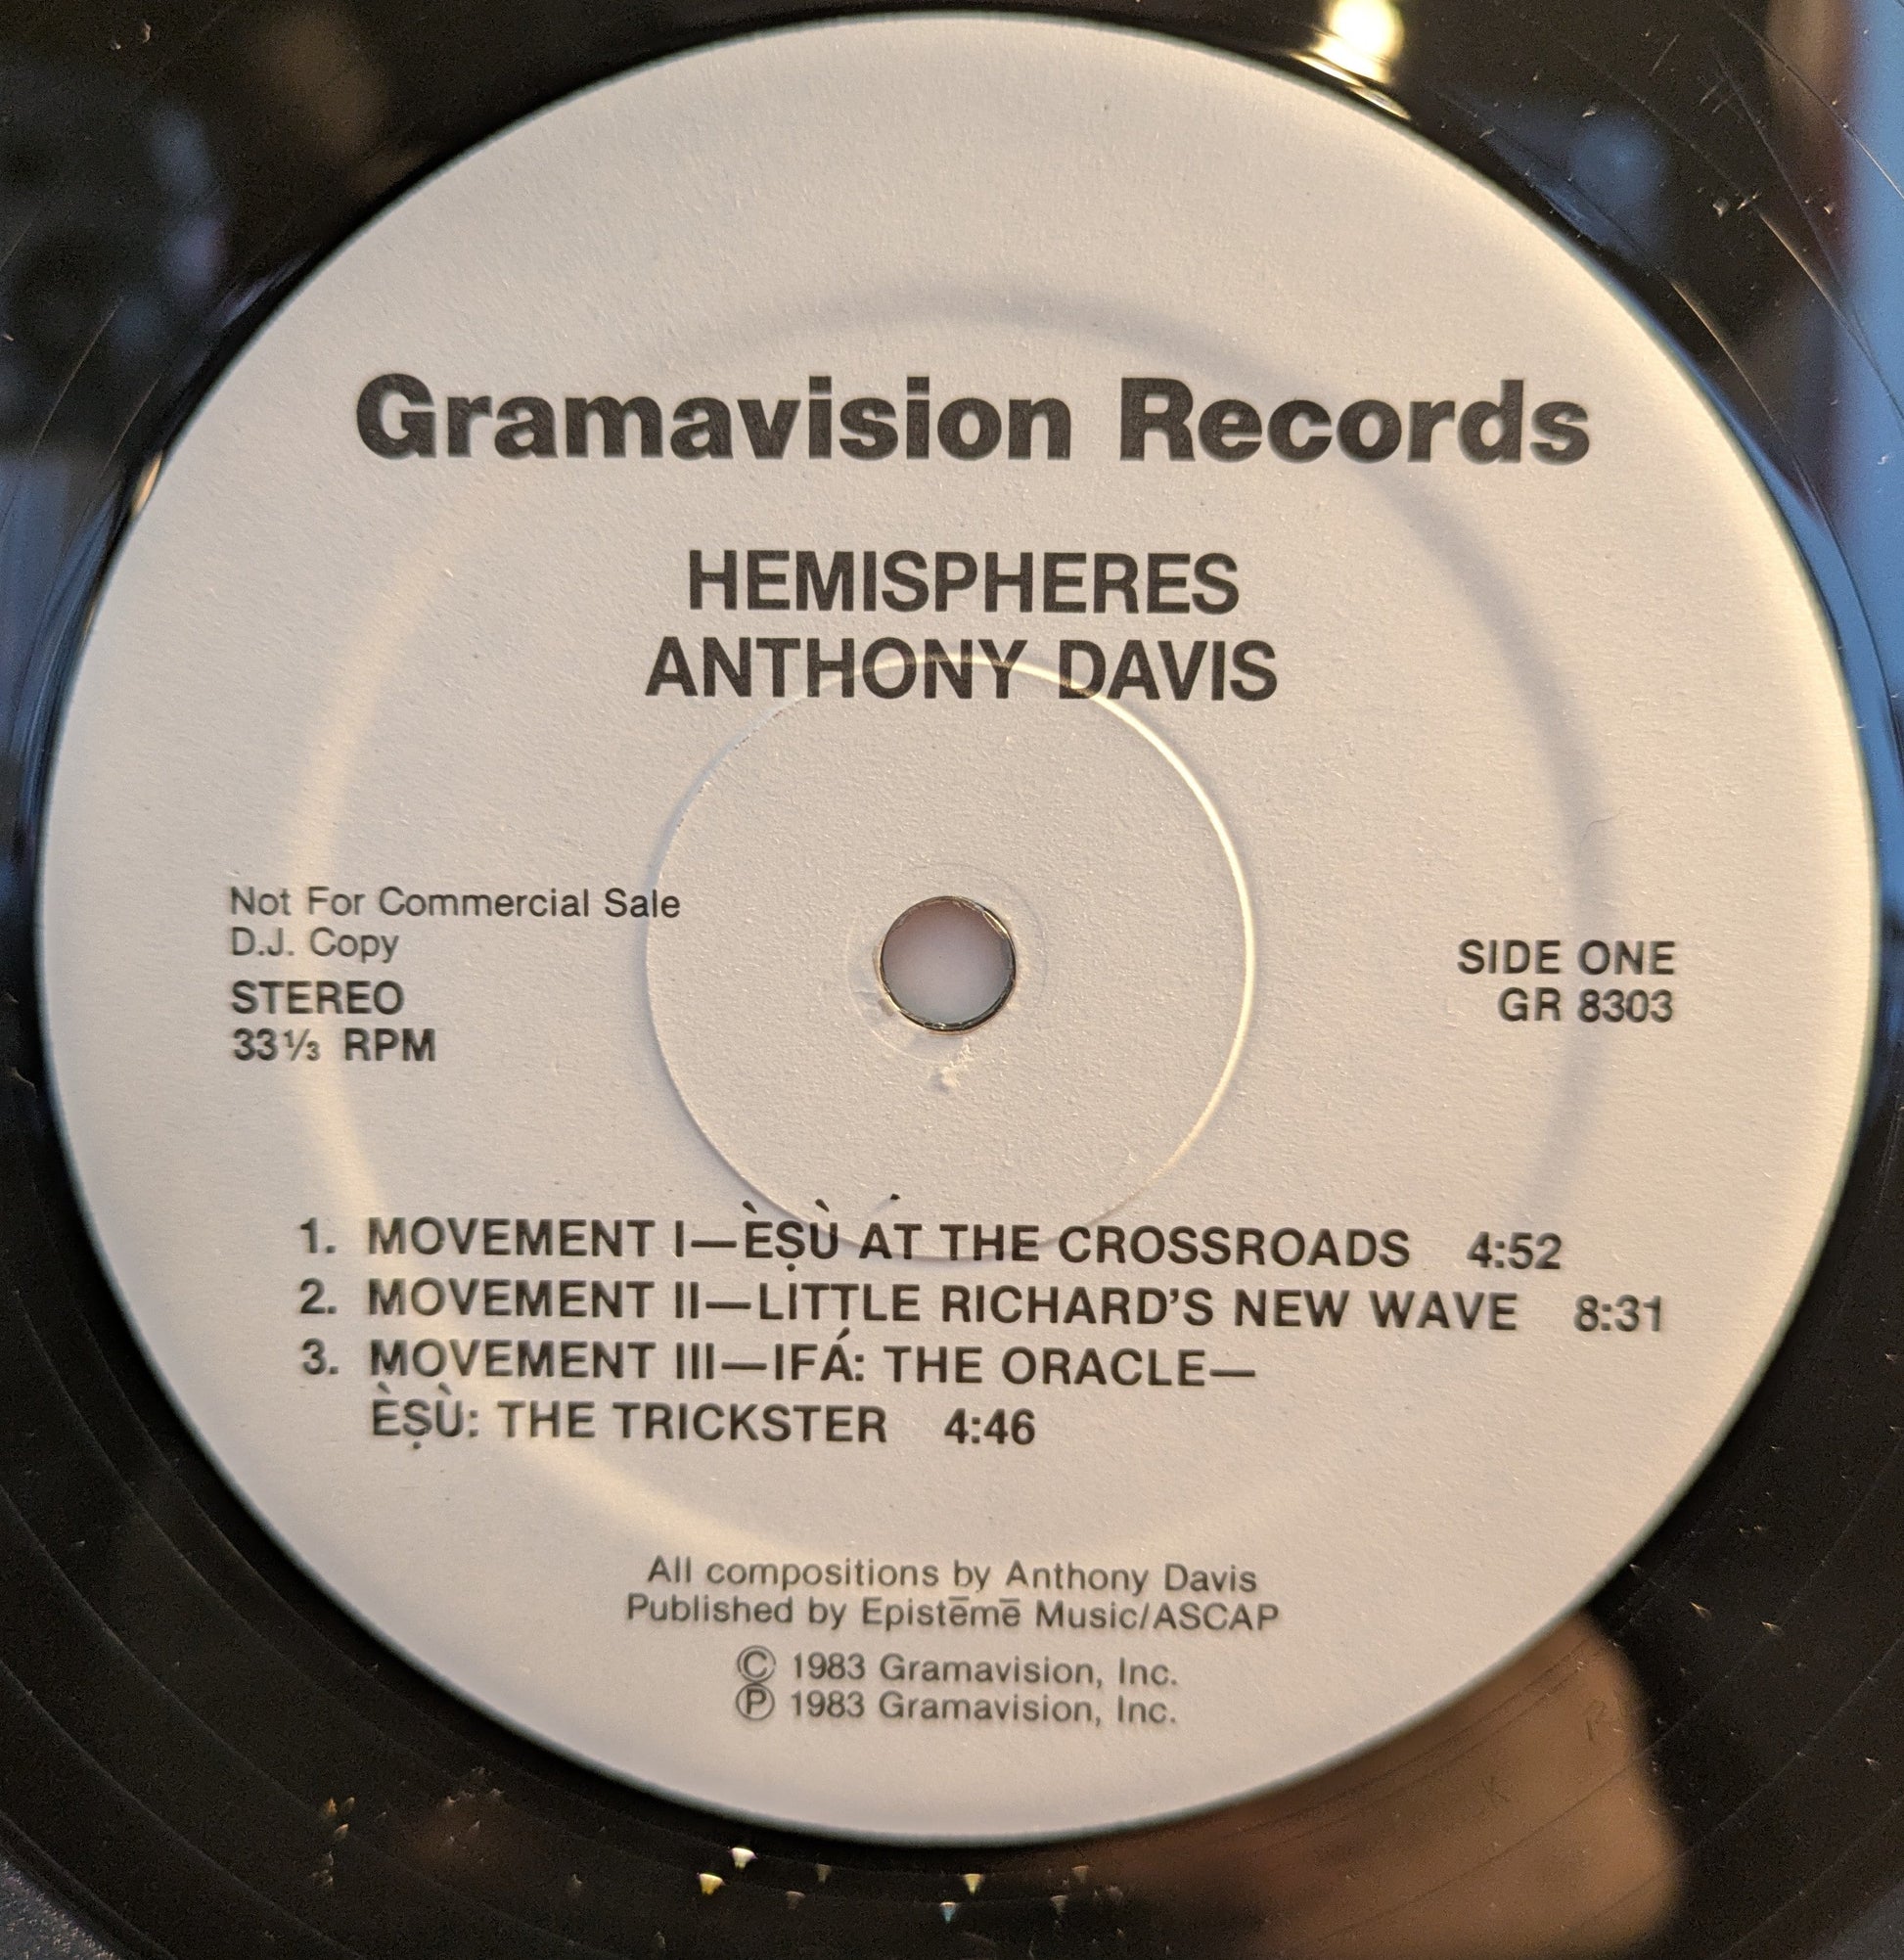 Gramavision Records
HEMISPHERES
ANTHONY DAVIS
Not For Commercial Sale
D.J. Copy
STEREO
33⅓ RPM
SIDE ONE
GR 8303
1. MOVEMENT I—ÈṢÙ AT THE CROSSROADS 4:52
2. MOVEMENT II—LITTLE RICHARD'S NEW WAVE 8:31
3. MOVEMENT III—IFÁ: THE ORACLE—
ÈṢÙ: THE TRICKSTER 4:46
All compositions by Anthony Davis
Published by Epistēmē Music/ASCAP
© 1983 Gramavision, Inc.
℗ 1983 Gramavision, Inc.